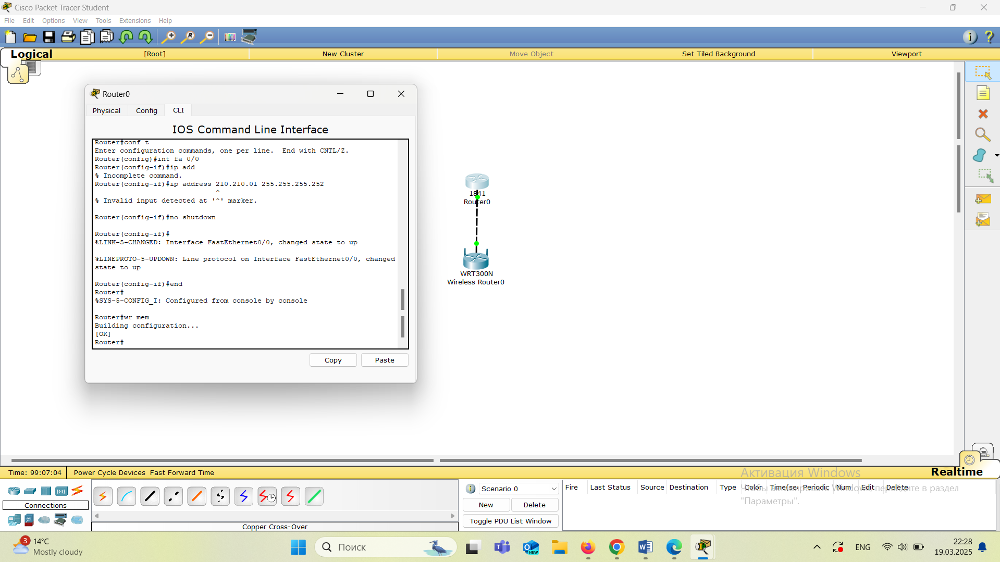 Cisco Packet Tracer Student
File Edit Options View Tools Extensions Help
Logical [Root] New Cluster Move Object Set Tiled Background Viewport
Router0
Physical Config CLI
IOS Command Line Interface
Router#conf t
Enter configuration commands, one per line.  End with CNTL/Z.
Router(config)#int fa 0/0
Router(config-if)#ip add
% Incomplete command.
Router(config-if)#ip address 210.210.01 255.255.255.252
^
% Invalid input detected at '^' marker.
Router(config-if)#no shutdown
Router(config-if)#
%LINK-5-CHANGED: Interface FastEthernet0/0, changed state to up
%LINEPROTO-5-UPDOWN: Line protocol on Interface FastEthernet0/0, changed
state to up
Router(config-if)#end
Router#
%SYS-5-CONFIG_I: Configured from console by console
Router#wr mem
Building configuration...
[OK]
Router#
Copy Paste
1841
Router0
WRT300N
Wireless Router0
Time: 99:07:04 Power Cycle Devices Fast Forward Time Realtime
Активация Windows
Чтобы активировать Windows, перейдите в раздел
"Параметры".
Connections
Copper Cross-Over
Scenario 0
New Delete
Toggle PDU List Window
Fire Last Status Source Destination Type Color Time(se Periodic Num Edit Delete
3
14°C
Mostly cloudy
Поиск
NEW
ENG
22:28
19.03.2025